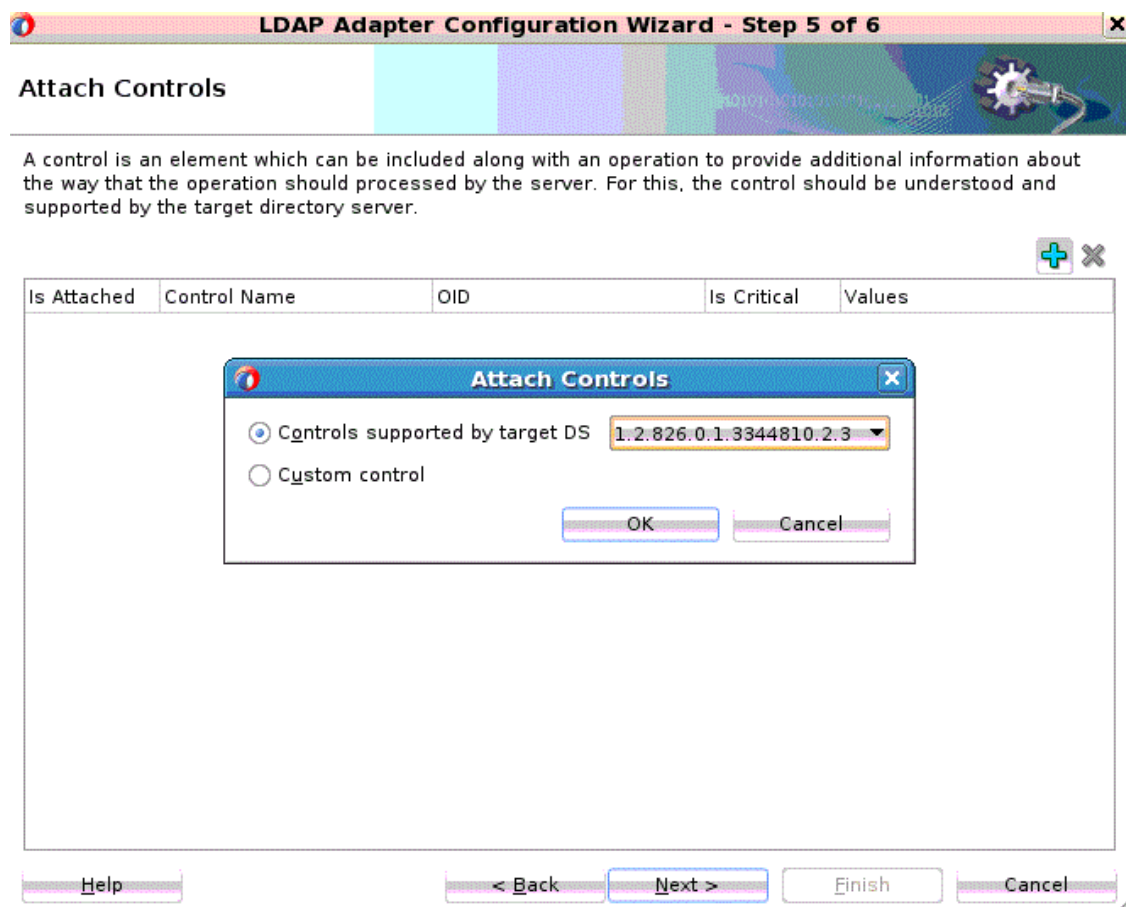 LDAP Adapter Configuration Wizard - Step 5 of 6
Attach Controls
A control is an element which can be included along with an operation to provide additional information about
the way that the operation should processed by the server. For this, the control should be understood and
supported by the target directory server.
Is Attached Control Name OID Is Critical Values
Attach Controls
Controls supported by target DS 1.2.826.0.1.3344810.2.3
Custom control
OK Cancel
Help < Back Next > Finish Cancel